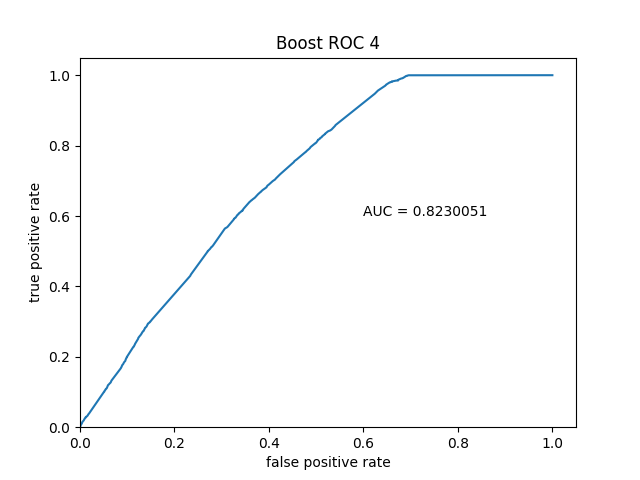 Boost ROC 4
1.0
0.8
0.6
0.4
0.2
0.0
true positive rate
AUC = 0.8230051
0.0 0.2 0.4 0.6 0.8 1.0
false positive rate